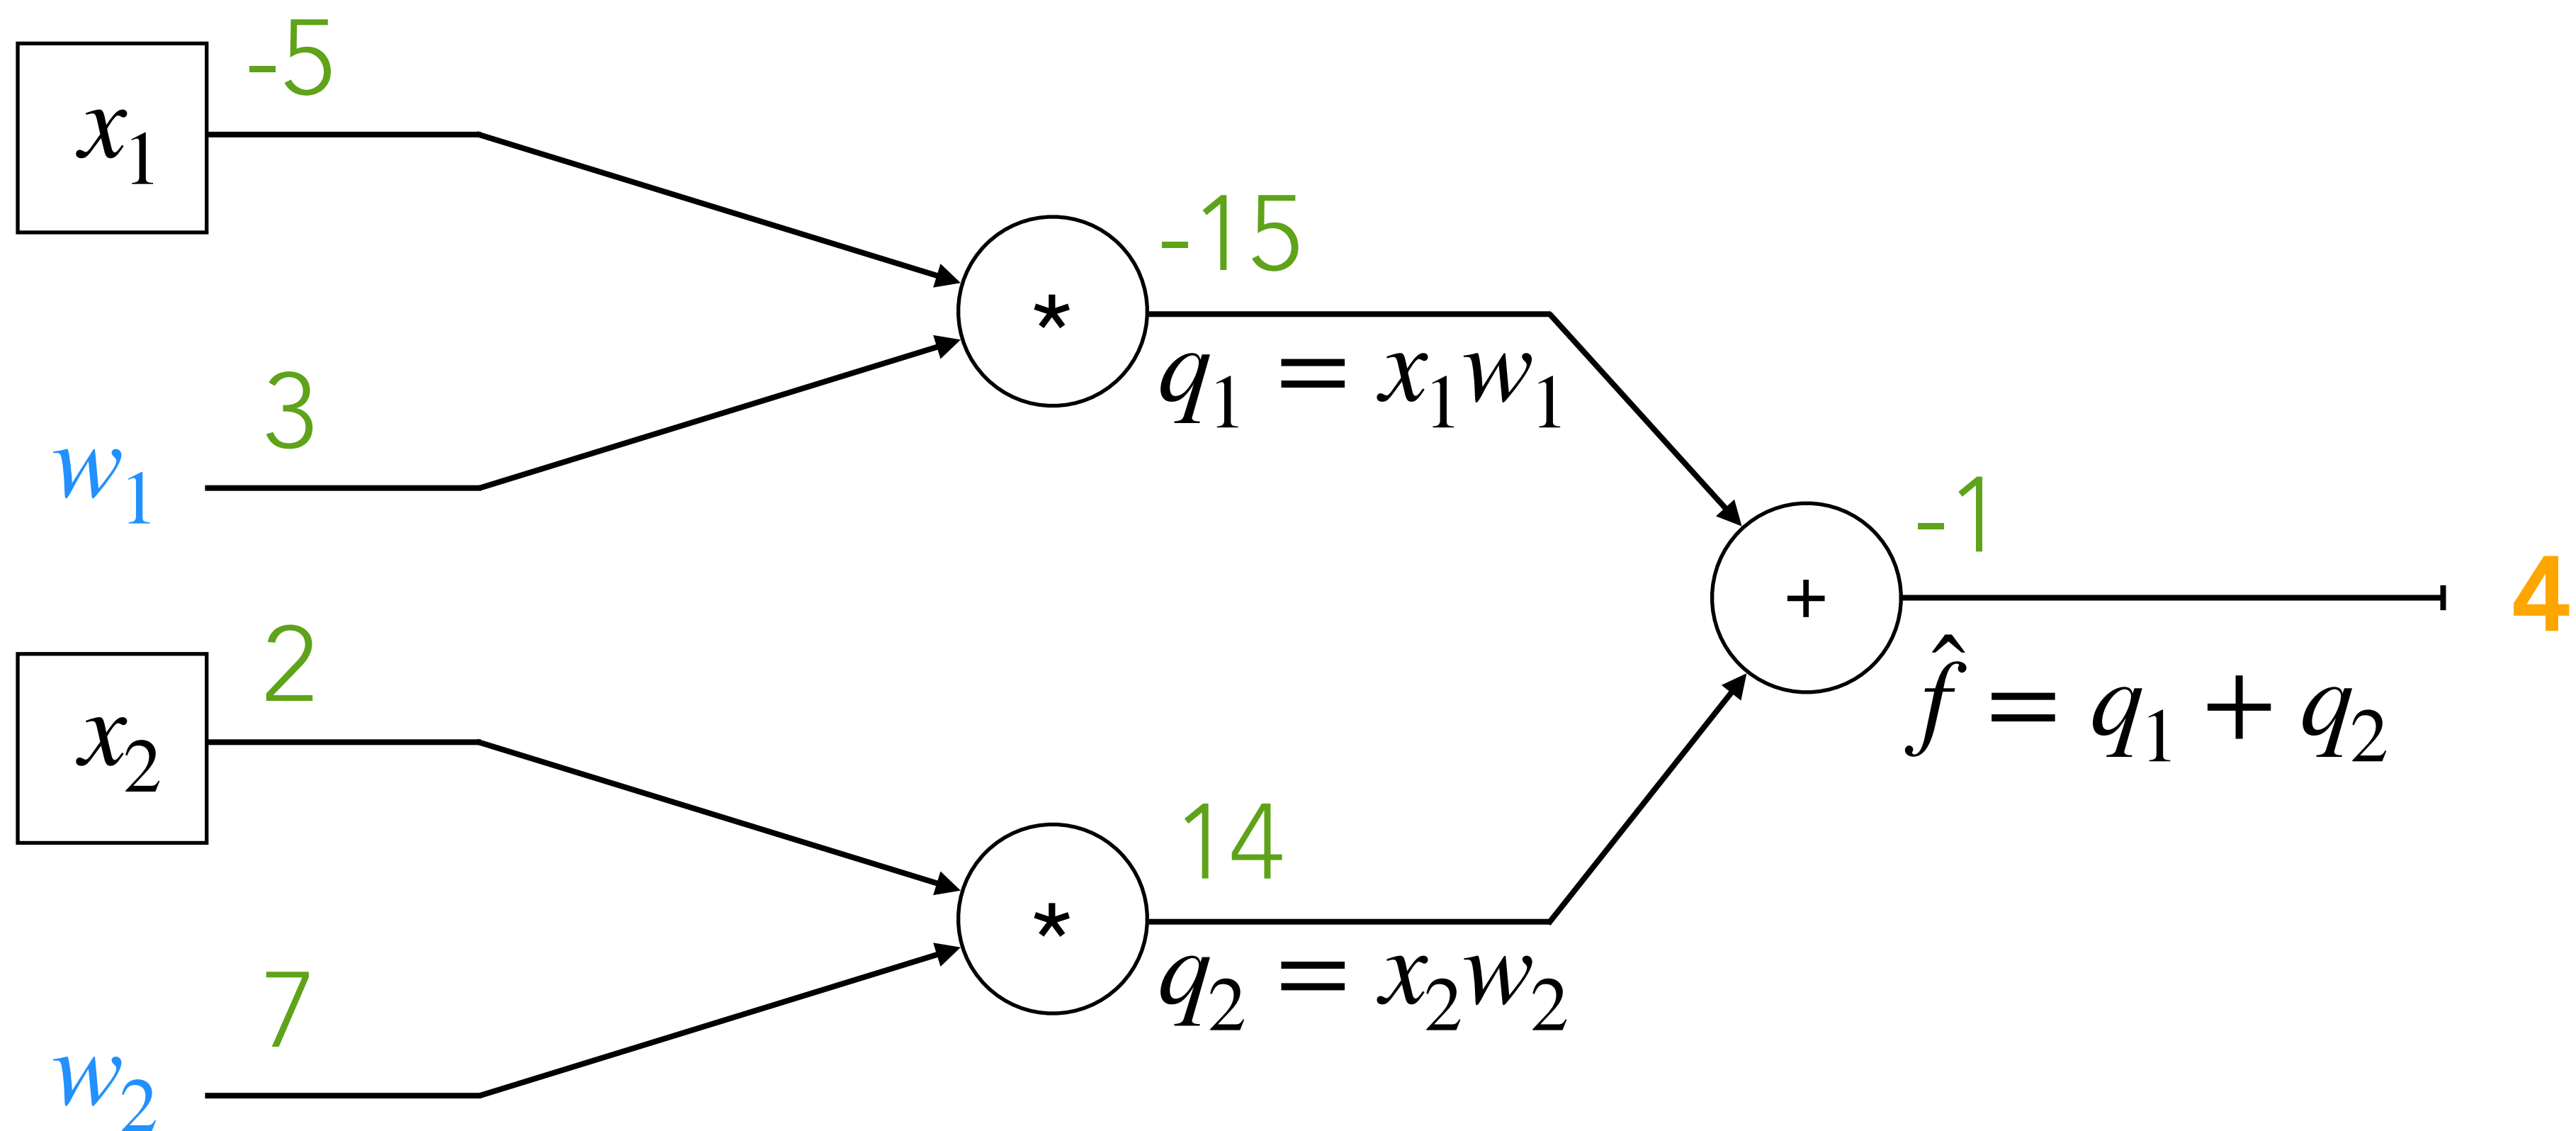 x₁
-5
w₁
3
*
-15
q₁ = x₁w₁
x₂
2
w₂
7
*
14
q₂ = x₂w₂
+
-1
f̂ = q₁ + q₂
4